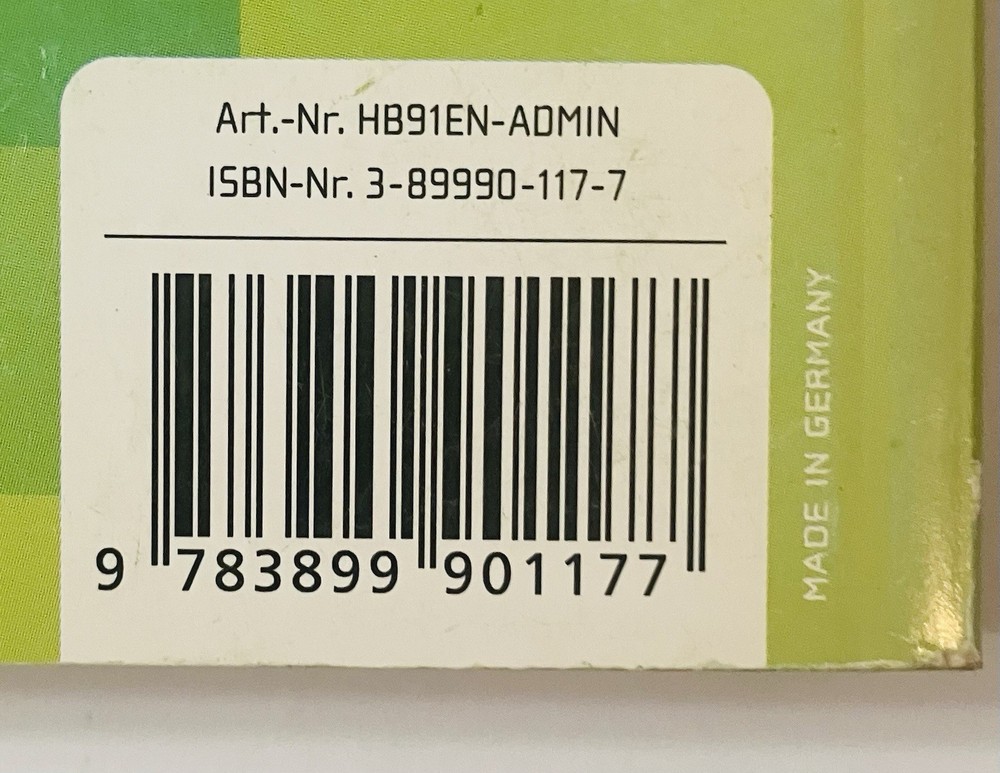 Art.-Nr. HB91EN-ADMIN
ISBN-Nr. 3-89990-117-7
9 783899 901177
MADE IN GERMANY